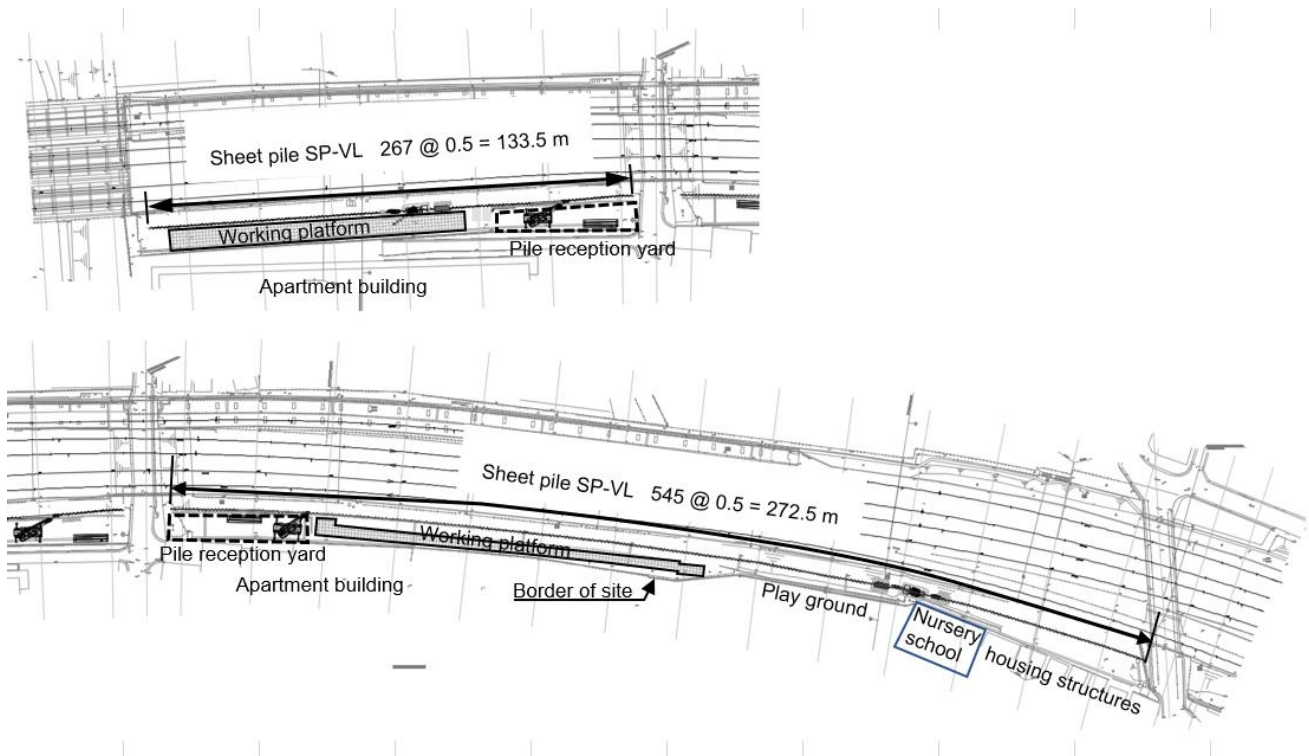 Sheet pile SP-VL 267 @ 0.5 = 133.5 m
Working platform
Pile reception yard
Apartment building
Sheet pile SP-VL 545 @ 0.5 = 272.5 m
Working platform
Pile reception yard
Apartment building
Border of site
Play ground
Nursery
school
housing structures